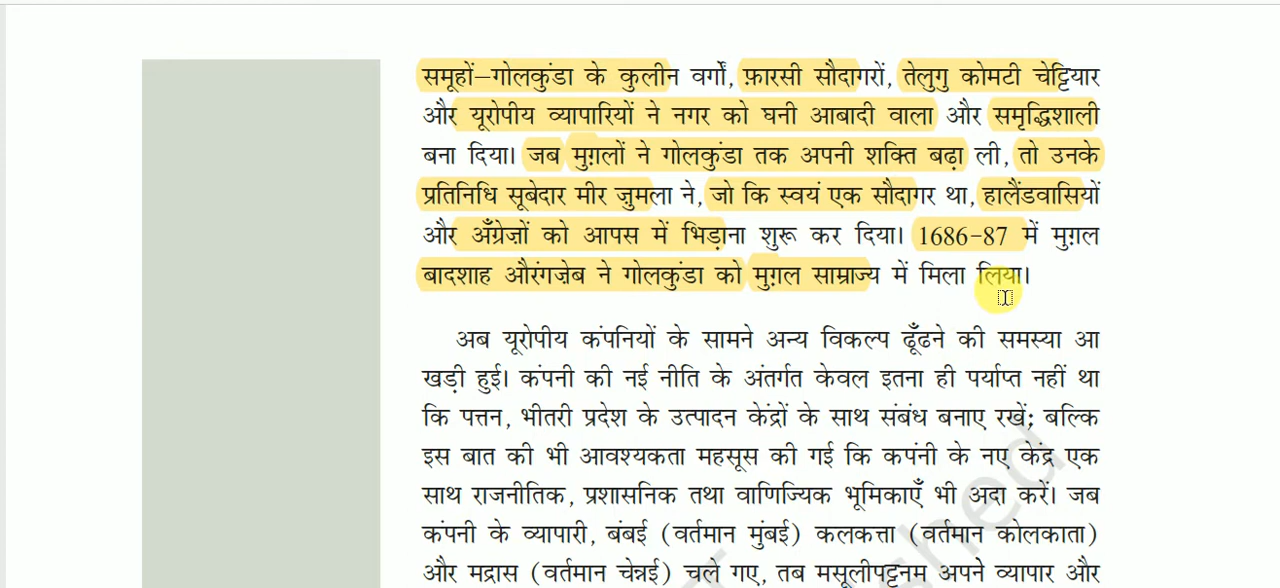 समूहों–गोलकुंडा के कुलीन वर्गों, फ़ारसी सौदागरों, तेलुगु कोमटी चेट्टियार
और यूरोपीय व्यापारियों ने नगर को घनी आबादी वाला और समृद्धिशाली
बना दिया। जब मुग़लों ने गोलकुंडा तक अपनी शक्ति बढ़ा ली, तो उनके
प्रतिनिधि सूबेदार मीर जुमला ने, जो कि स्वयं एक सौदागर था, हालैंडवासियों
और अँग्रेज़ों को आपस में भिड़ाना शुरू कर दिया। 1686-87 में मुग़ल
बादशाह औरंगज़ेब ने गोलकुंडा को मुग़ल साम्राज्य में मिला लिया।
अब यूरोपीय कंपनियों के सामने अन्य विकल्प ढूँढने की समस्या आ
खड़ी हुई। कंपनी की नई नीति के अंतर्गत केवल इतना ही पर्याप्त नहीं था
कि पत्तन, भीतरी प्रदेश के उत्पादन केंद्रों के साथ संबंध बनाए रखें; बल्कि
इस बात की भी आवश्यकता महसूस की गई कि कपंनी के नए केंद्र एक
साथ राजनीतिक, प्रशासनिक तथा वाणिज्यिक भूमिकाएँ भी अदा करें। जब
कंपनी के व्यापारी, बंबई (वर्तमान मुंबई) कलकत्ता (वर्तमान कोलकाता)
और मद्रास (वर्तमान चेन्नई) चले गए, तब मसूलीपट्टनम अपने व्यापार और